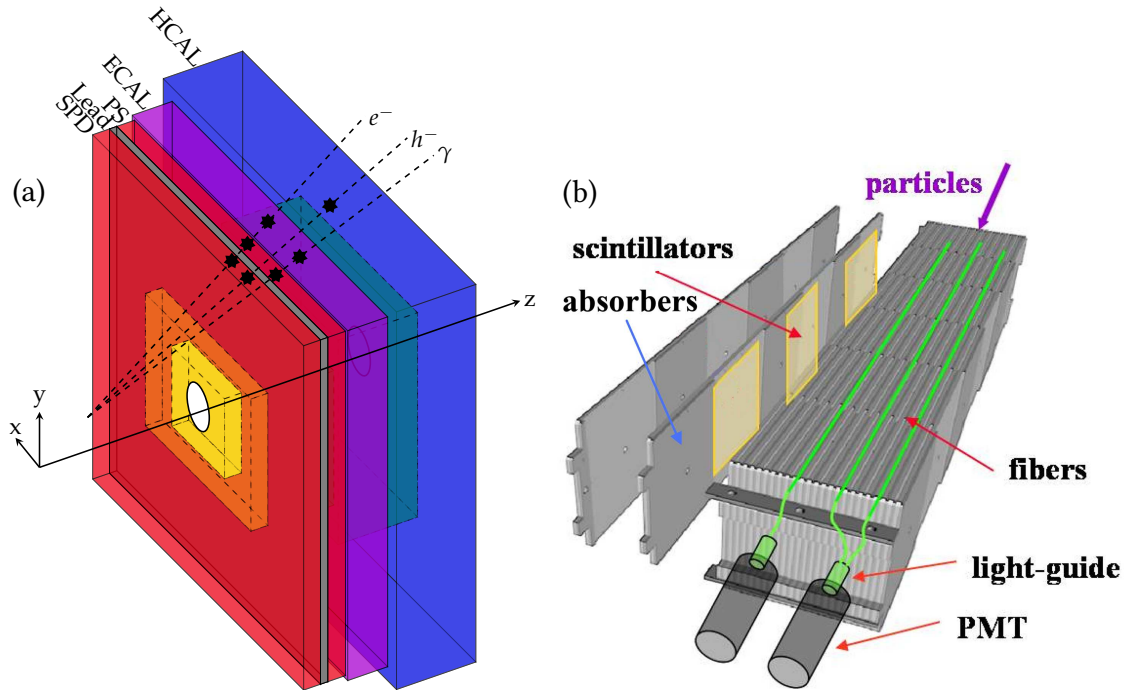 (a)
HCAL
ECAL
PS
Lead
SPD
e⁻
h⁻
γ
z
y
x
(b)
particles
scintillators
absorbers
fibers
light-guide
PMT